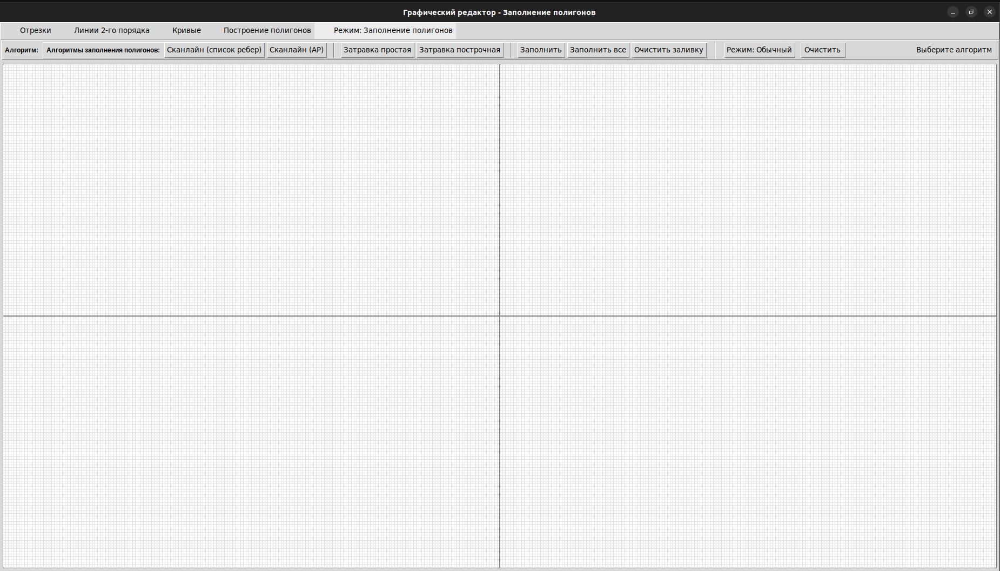 Графический редактор - Заполнение полигонов
Отрезки Линии 2-го порядка Кривые Построение полигонов Режим: Заполнение полигонов
Алгоритм: Алгоритмы заполнения полигонов: Сканлайн (список ребер) Сканлайн (АР) Затравка простая Затравка построчная Заполнить Заполнить все Очистить заливку Режим: Обычный Очистить Выберите алгоритм